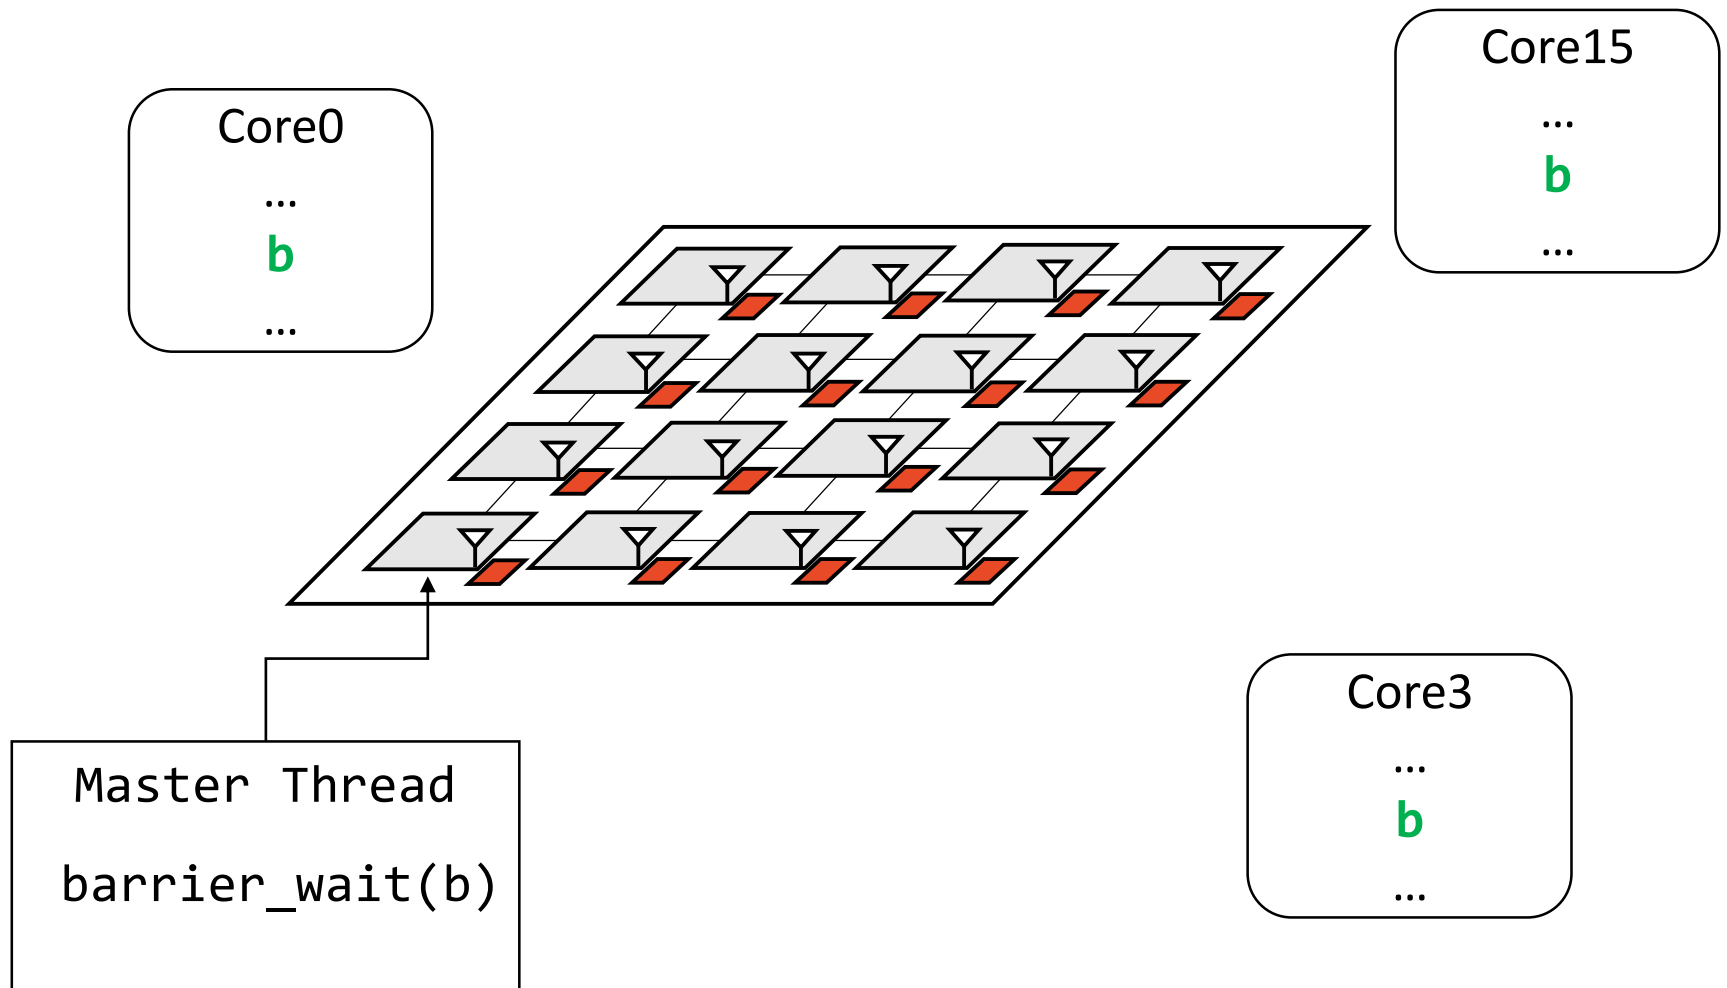 Core0
...
b
...
Core15
...
b
...
Core3
...
b
...
Master Thread
barrier_wait(b)